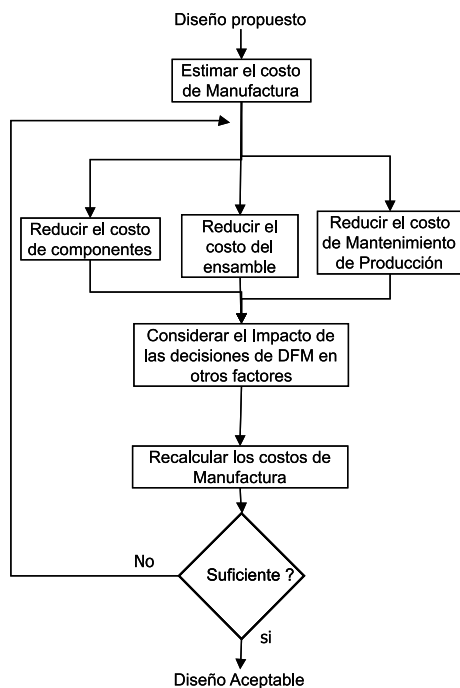 Diseño propuesto
Estimar el costo
de Manufactura
Reducir el costo
de componentes
Reducir el
costo del
ensamble
Reducir el costo
de Mantenimiento
de Producción
Considerar el Impacto de
las decisiones de DFM en
otros factores
Recalcular los costos de
Manufactura
Suficiente ?
No
si
Diseño Aceptable